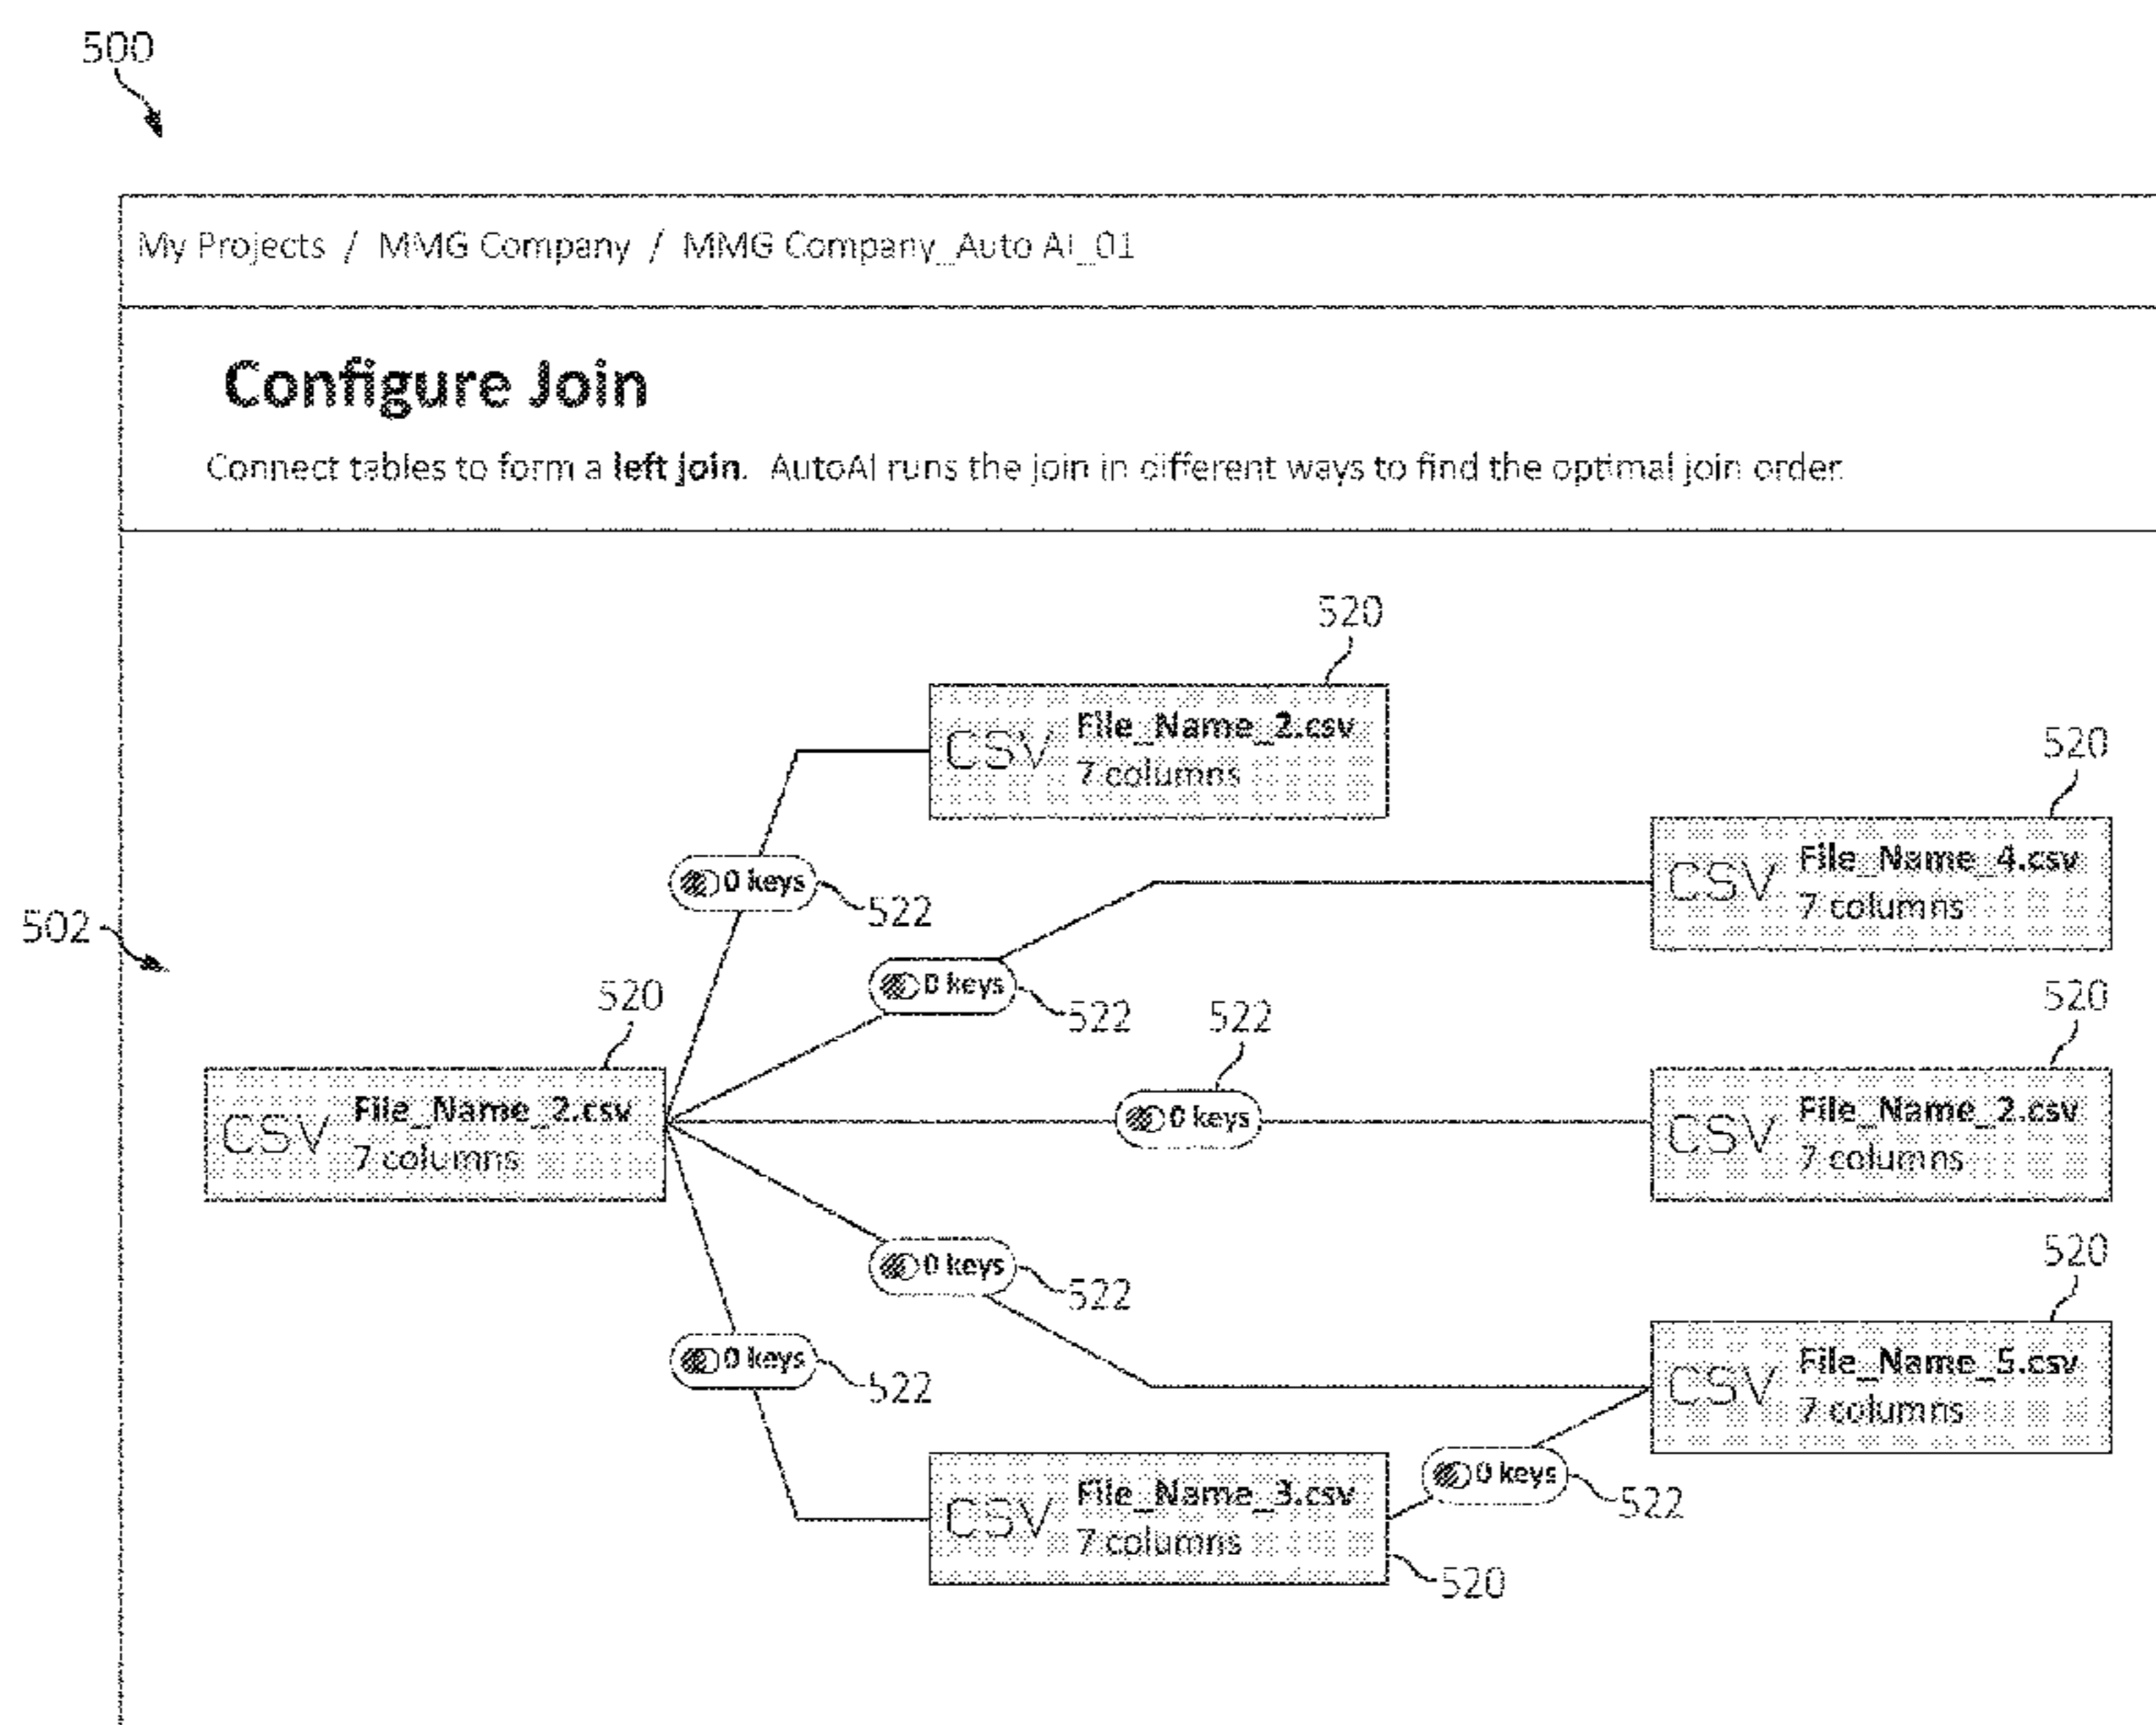 500
My Projects / MMG Company / MMG Company_Auto AI_01
Configure Join
Connect tables to form a left join. AutoAI runs the join in different ways to find the optimal join order.
520
CSV File_Name_2.csv
7 columns
520
CSV File_Name_4.csv
7 columns
0 keys
522
502
0 keys
522
522
520
520
CSV File_Name_2.csv
7 columns
0 keys
CSV File_Name_2.csv
7 columns
0 keys
522
520
0 keys
522
CSV File_Name_5.csv
7 columns
CSV File_Name_3.csv
7 columns
0 keys
522
520